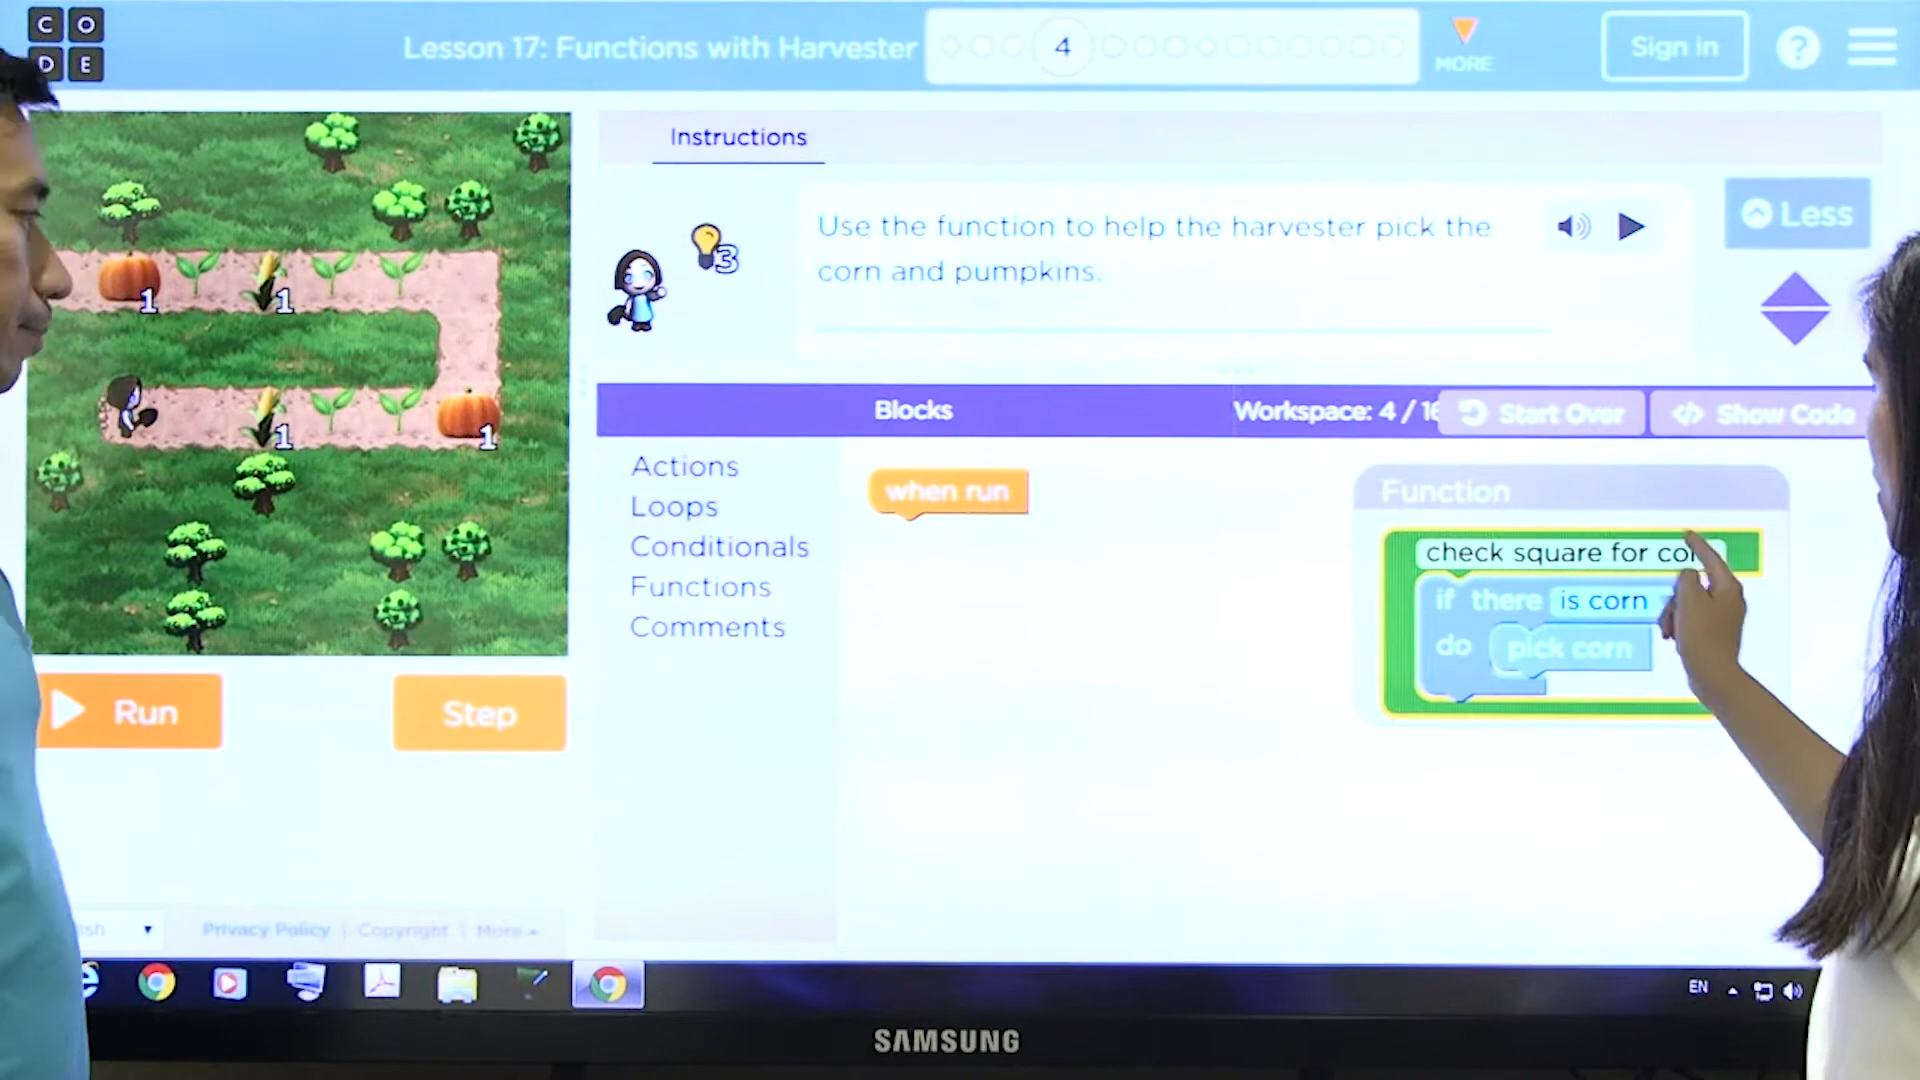 CO
DE
Lesson 17: Functions with Harvester
4
MORE
Sign in
?
Instructions
3
Use the function to help the harvester pick the
corn and pumpkins.
Less
1
1
1
1
Blocks
Workspace: 4 / 16
Start Over
</> Show Code
Actions
Loops
Conditionals
Functions
Comments
when run
Function
check square for
if there is corn
do pick corn
Run
Step
Privacy Policy | Copyright | More
EN
SAMSUNG